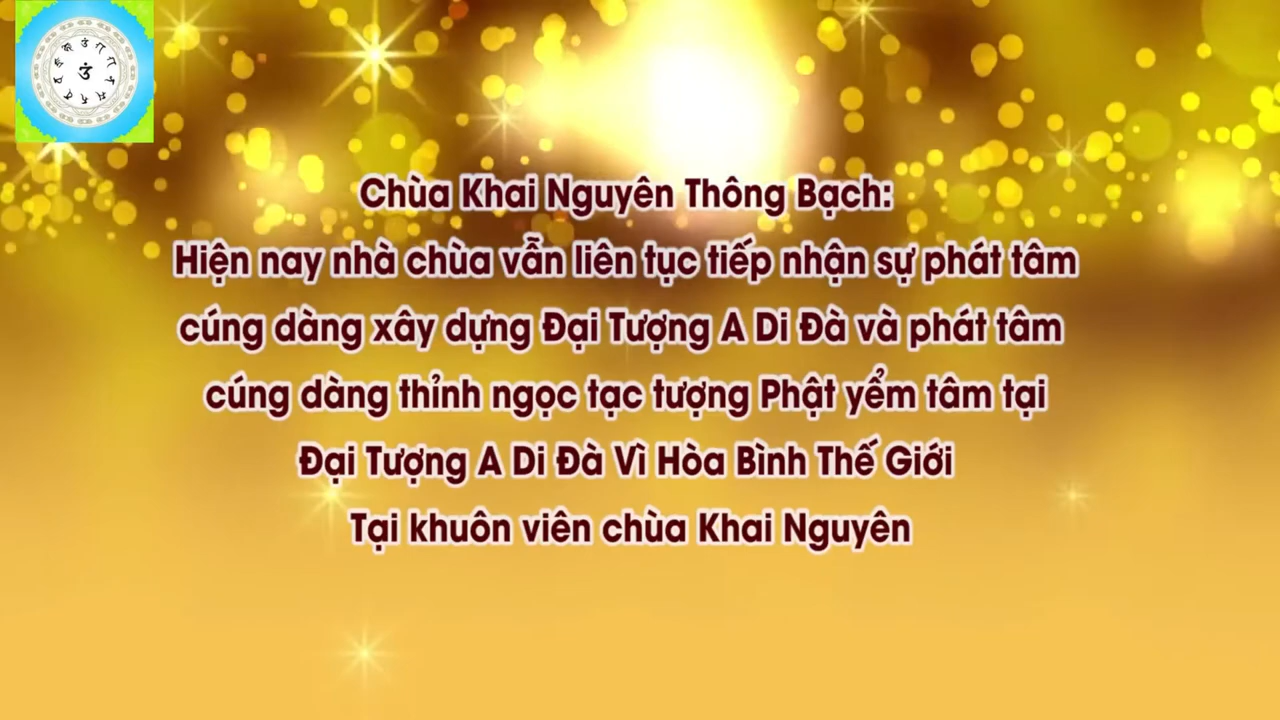 Chùa Khai Nguyên Thông Bạch:
Hiện nay nhà chùa vẫn liên tục tiếp nhận sự phát tâm
cúng dàng xây dựng Đại Tượng A Di Đà và phát tâm
cúng dàng thỉnh ngọc tạc tượng Phật yểm tâm tại
Đại Tượng A Di Đà Vì Hòa Bình Thế Giới
Tại khuôn viên chùa Khai Nguyên